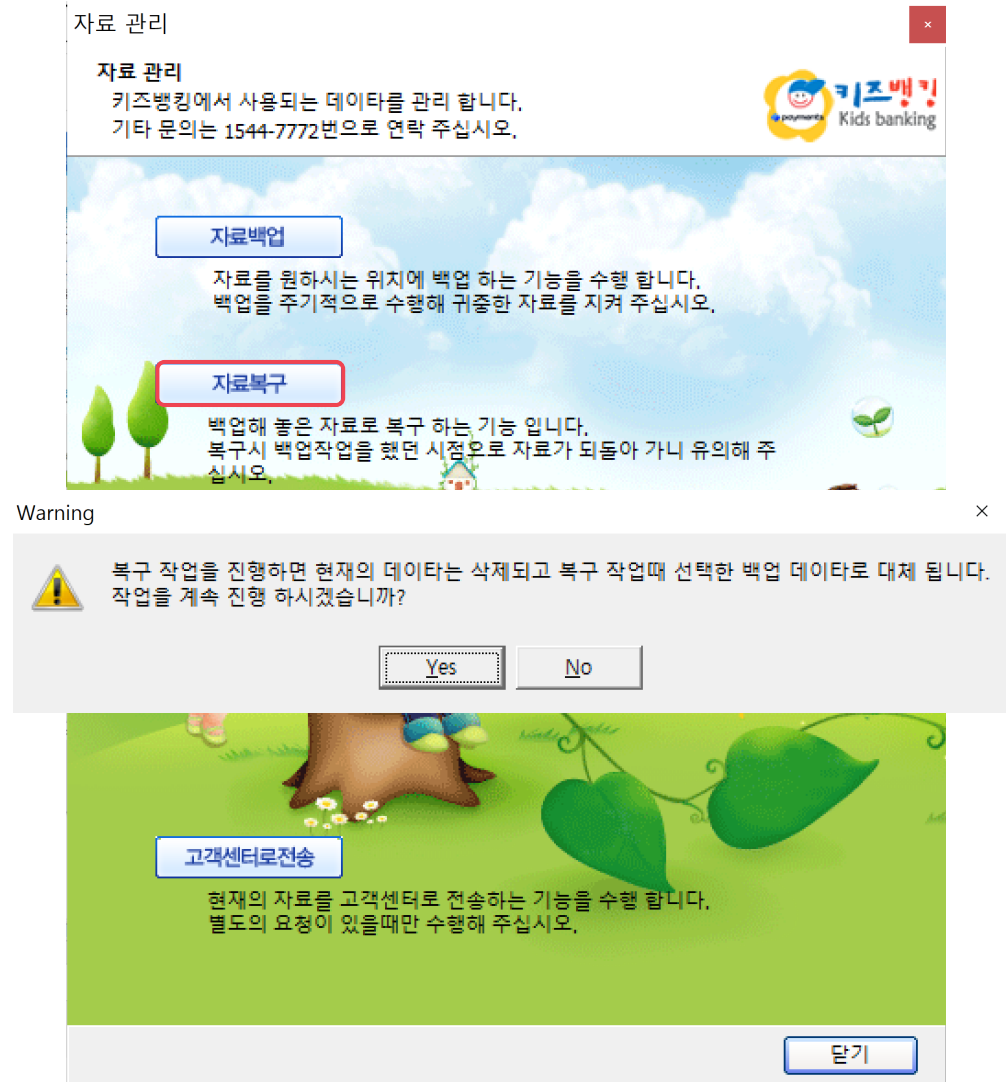 자료 관리
×
자료 관리
키즈뱅킹에서 사용되는 데이타를 관리 합니다.
기타 문의는 1544-7772번으로 연락 주십시오.
payments
키즈뱅킹
Kids banking
자료백업
자료를 원하시는 위치에 백업 하는 기능을 수행 합니다.
백업을 주기적으로 수행해 귀중한 자료를 지켜 주십시오.
자료복구
백업해 놓은 자료로 복구 하는 기능 입니다.
복구시 백업작업을 했던 시점으로 자료가 되돌아 가니 유의해 주
십시오.
Warning
×
복구 작업을 진행하면 현재의 데이타는 삭제되고 복구 작업때 선택한 백업 데이타로 대체 됩니다.
작업을 계속 진행 하시겠습니까?
Yes
No
고객센터로전송
현재의 자료를 고객센터로 전송하는 기능을 수행 합니다.
별도의 요청이 있을때만 수행해 주십시오.
닫기